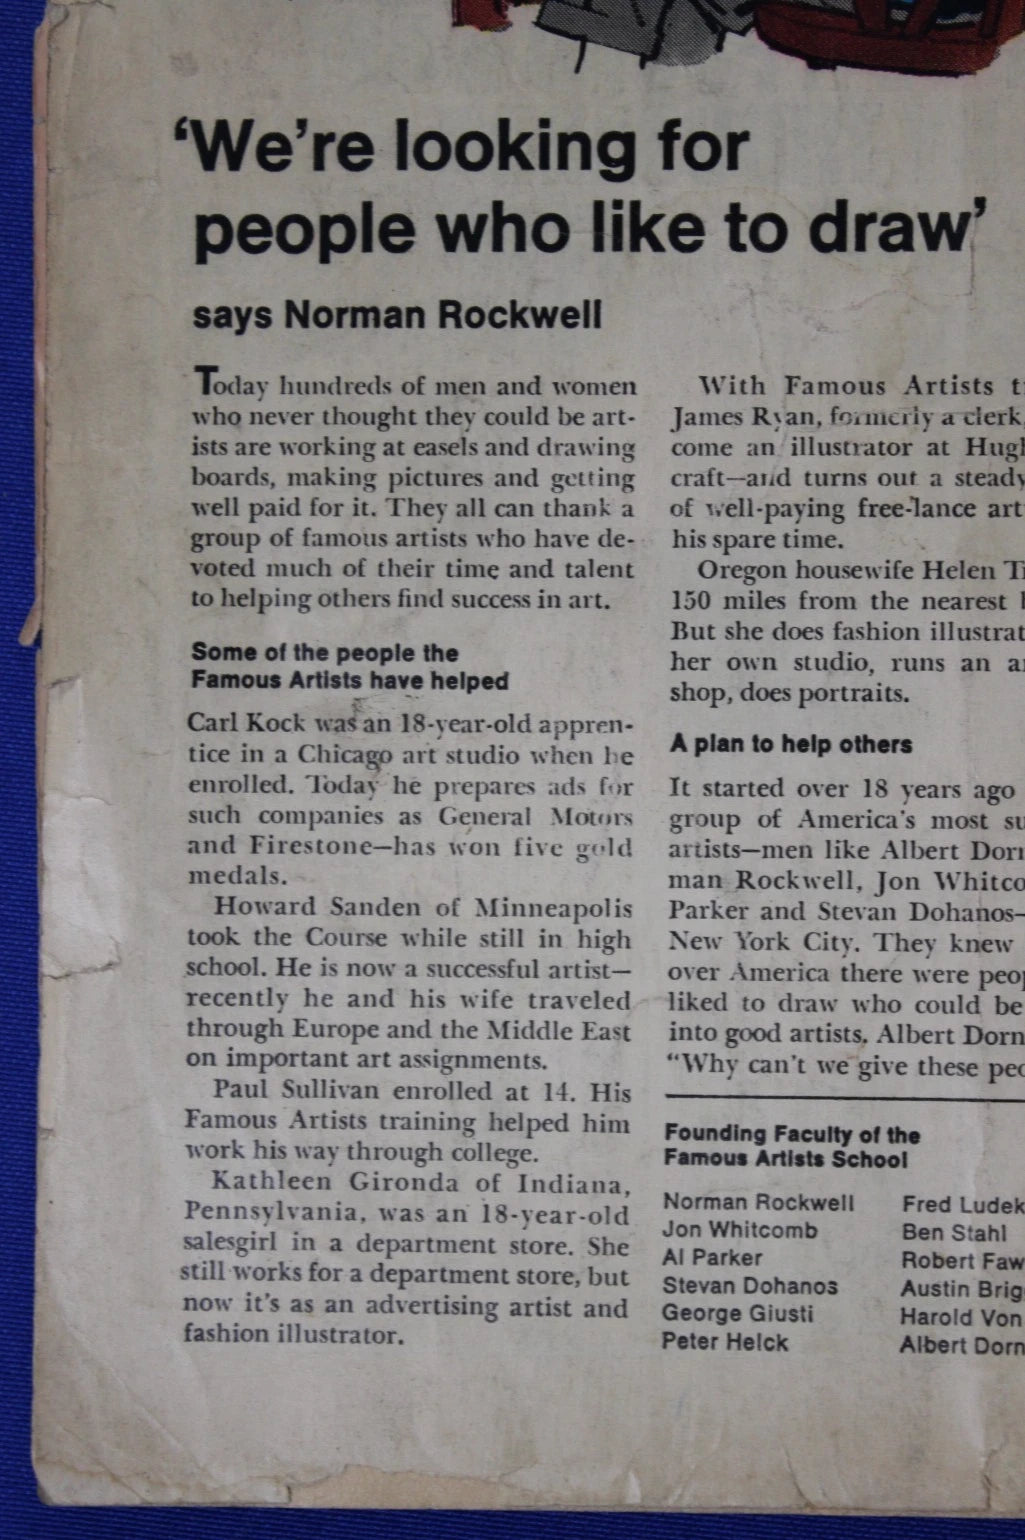 ‘We’re looking for
people who like to draw’
says Norman Rockwell
Today hundreds of men and women
who never thought they could be art-
ists are working at easels and drawing
boards, making pictures and getting
well paid for it. They all can thank a
group of famous artists who have de-
voted much of their time and talent
to helping others find success in art.
Some of the people the
Famous Artists have helped
Carl Kock was an 18-year-old appren-
tice in a Chicago art studio when he
enrolled. Today he prepares ads for
such companies as General Motors
and Firestone—has won five gold
medals.
Howard Sanden of Minneapolis
took the Course while still in high
school. He is now a successful artist—
recently he and his wife traveled
through Europe and the Middle East
on important art assignments.
Paul Sullivan enrolled at 14. His
Famous Artists training helped him
work his way through college.
Kathleen Gironda of Indiana,
Pennsylvania, was an 18-year-old
salesgirl in a department store. She
still works for a department store, but
now it’s as an advertising artist and
fashion illustrator.
With Famous Artists
James Ryan, formerly a clerk,
come an illustrator at
craft—and turns out a
of well-paying free-lance art
his spare time.
Oregon housewife Helen
150 miles from the nearest
But she does fashion
her own studio, runs an
shop, does portraits.
A plan to help others
It started over 18 years ago
group of America’s most
artists—men like Albert
man Rockwell, Jon
Parker and Stevan Dohanos—
New York City. They knew
over America there were
liked to draw who could be
into good artists. Albert
“Why can’t we give these
Founding Faculty of the
Famous Artists School
Norman Rockwell
Jon Whitcomb
Al Parker
Stevan Dohanos
George Giusti
Peter Helck
Fred
Ben Stahl
Robert
Austin
Harold Von
Albert